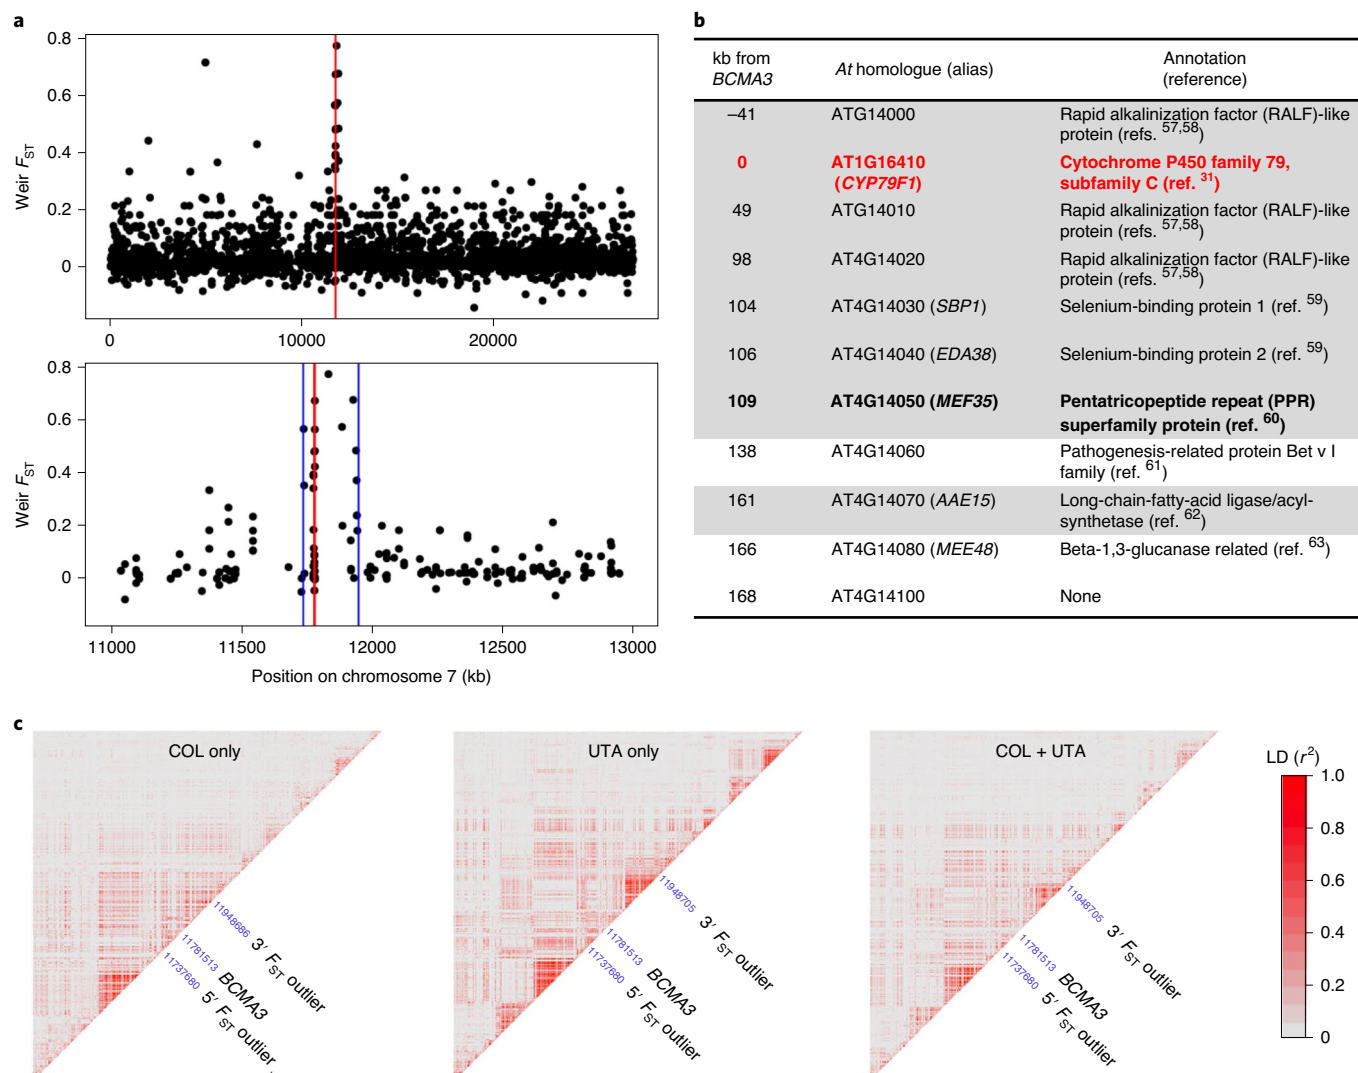 a
0.8
0.6
0.4
0.2
0
Weir FST
0 10000 20000
0.8
0.6
0.4
0.2
0
Weir FST
11000 11500 12000 12500 13000
Position on chromosome 7 (kb)
b
kb from BCMA3 At homologue (alias) Annotation (reference)
–41 ATG14000 Rapid alkalinization factor (RALF)-like
protein (refs. 57,58)
0 AT1G16410 Cytochrome P450 family 79,
(CYP79F1) subfamily C (ref. 31)
49 ATG14010 Rapid alkalinization factor (RALF)-like
protein (refs. 57,58)
98 AT4G14020 Rapid alkalinization factor (RALF)-like
protein (refs. 57,58)
104 AT4G14030 (SBP1) Selenium-binding protein 1 (ref. 59)
106 AT4G14040 (EDA38) Selenium-binding protein 2 (ref. 59)
109 AT4G14050 (MEF35) Pentatricopeptide repeat (PPR)
superfamily protein (ref. 60)
138 AT4G14060 Pathogenesis-related protein Bet v I
family (ref. 61)
161 AT4G14070 (AAE15) Long-chain-fatty-acid ligase/acyl-
synthetase (ref. 62)
166 AT4G14080 (MEE48) Beta-1,3-glucanase related (ref. 63)
168 AT4G14100 None
c
COL only
11948686 3′ FST outlier
11781513 BCMA3
11737680 5′ FST outlier
UTA only
11948705 3′ FST outlier
11781513 BCMA3
11737680 5′ FST outlier
COL + UTA
11948705 3′ FST outlier
11781513 BCMA3
11737680 5′ FST outlier
LD (r2)
1.0
0.8
0.6
0.4
0.2
0